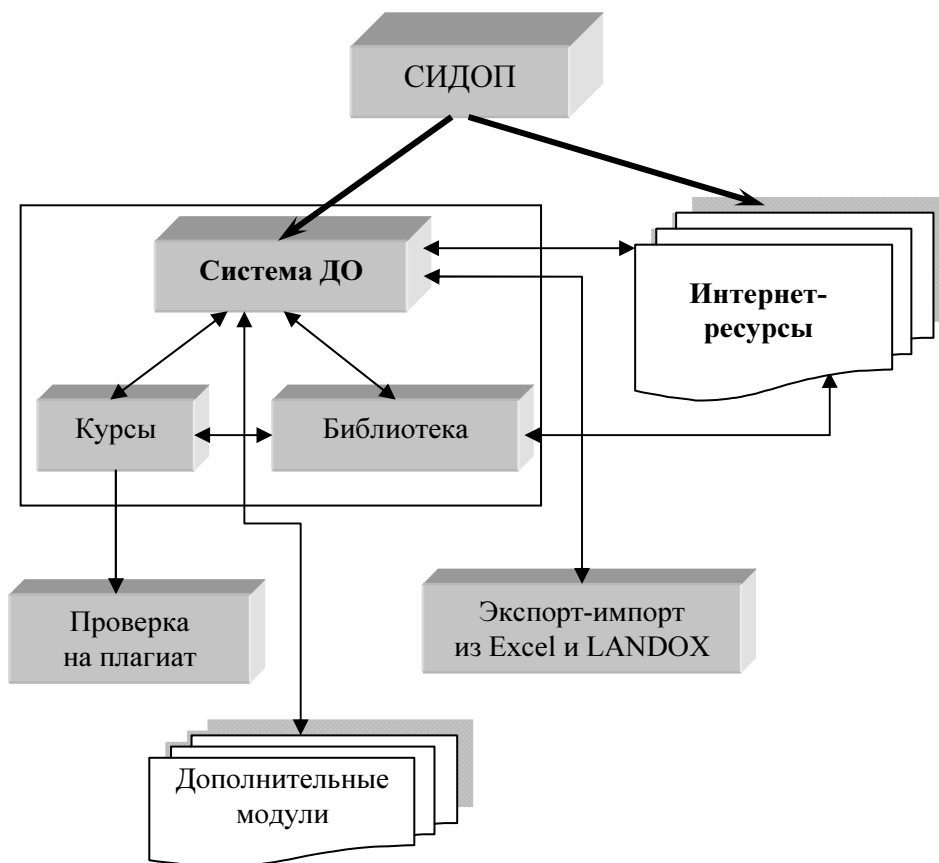 СИДОП
Система ДО
Интернет-
ресурсы
Курсы
Библиотека
Проверка
на плагиат
Экспорт-импорт
из Excel и LANDOX
Дополнительные
модули